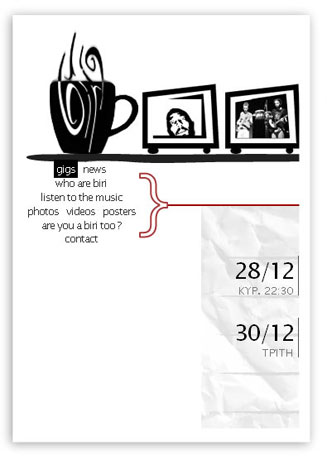 biri
gigs news
who are biri
listen to the music
photos videos posters
are you a biri too?
contact
28/12
ΚΥΡ. 22:30
30/12
ΤΡΙΤΗ